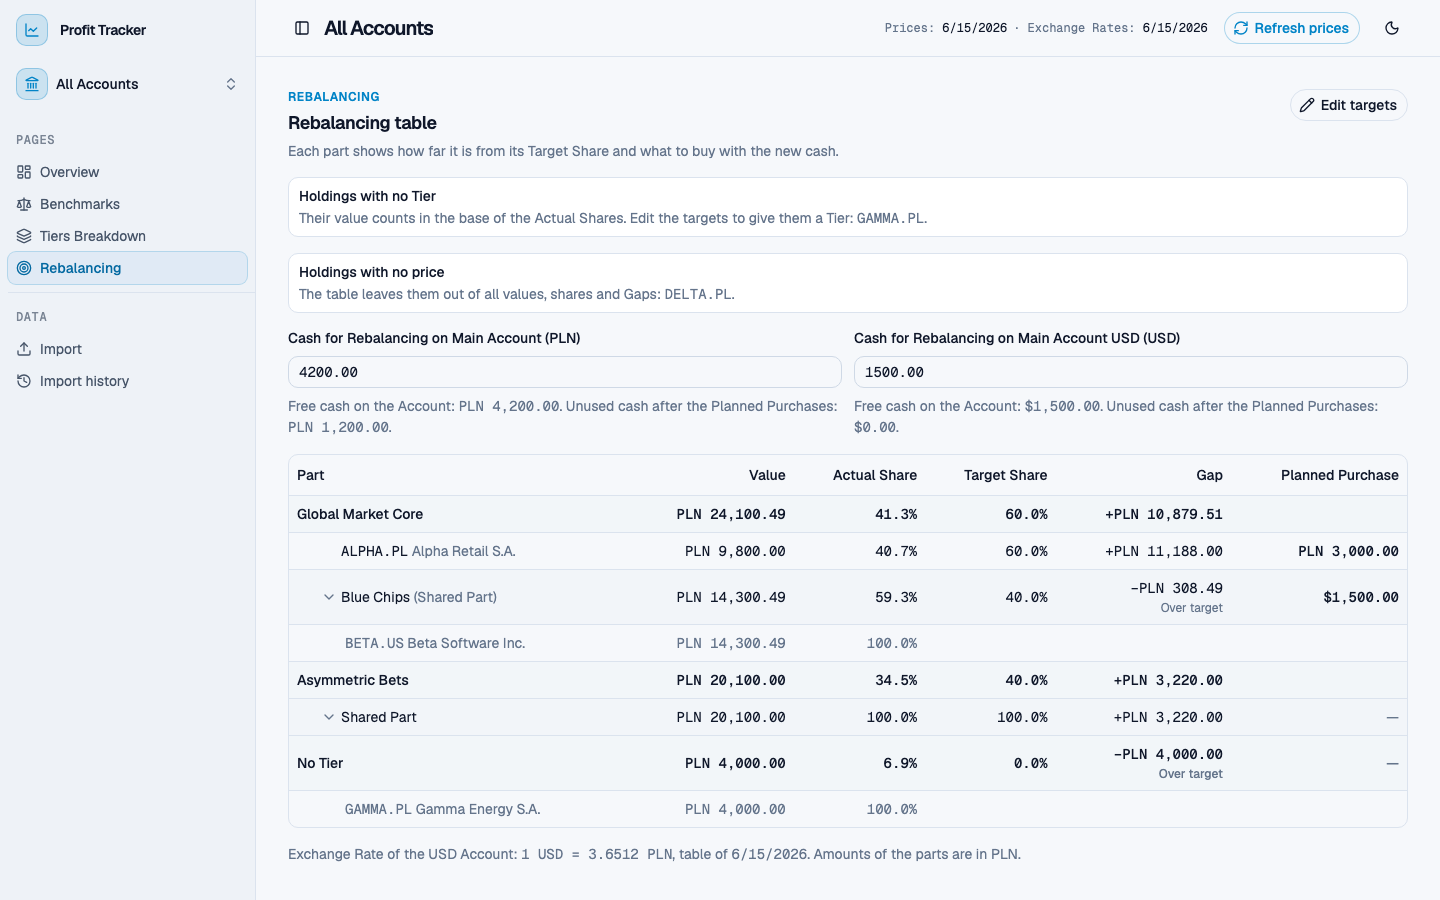 Profit Tracker
All Accounts
PAGES
Overview
Benchmarks
Tiers Breakdown
Rebalancing
DATA
Import
Import history
All Accounts
Prices: 6/15/2026 · Exchange Rates: 6/15/2026
Refresh prices
REBALANCING
Rebalancing table
Each part shows how far it is from its Target Share and what to buy with the new cash.
Edit targets
Holdings with no Tier
Their value counts in the base of the Actual Shares. Edit the targets to give them a Tier: GAMMA.PL.
Holdings with no price
The table leaves them out of all values, shares and Gaps: DELTA.PL.
Cash for Rebalancing on Main Account (PLN)
4200.00
Free cash on the Account: PLN 4,200.00. Unused cash after the Planned Purchases:
PLN 1,200.00.
Cash for Rebalancing on Main Account USD (USD)
1500.00
Free cash on the Account: $1,500.00. Unused cash after the Planned Purchases:
$0.00.
Part Value Actual Share Target Share Gap Planned Purchase
Global Market Core PLN 24,100.49 41.3% 60.0% +PLN 10,879.51
ALPHA.PL Alpha Retail S.A. PLN 9,800.00 40.7% 60.0% +PLN 11,188.00 PLN 3,000.00
Blue Chips (Shared Part) PLN 14,300.49 59.3% 40.0% −PLN 308.49 $1,500.00
Over target
BETA.US Beta Software Inc. PLN 14,300.49 100.0%
Asymmetric Bets PLN 20,100.00 34.5% 40.0% +PLN 3,220.00
Shared Part PLN 20,100.00 100.0% 100.0% +PLN 3,220.00 —
No Tier PLN 4,000.00 6.9% 0.0% −PLN 4,000.00 —
Over target
GAMMA.PL Gamma Energy S.A. PLN 4,000.00 100.0%
Exchange Rate of the USD Account: 1 USD = 3.6512 PLN, table of 6/15/2026. Amounts of the parts are in PLN.